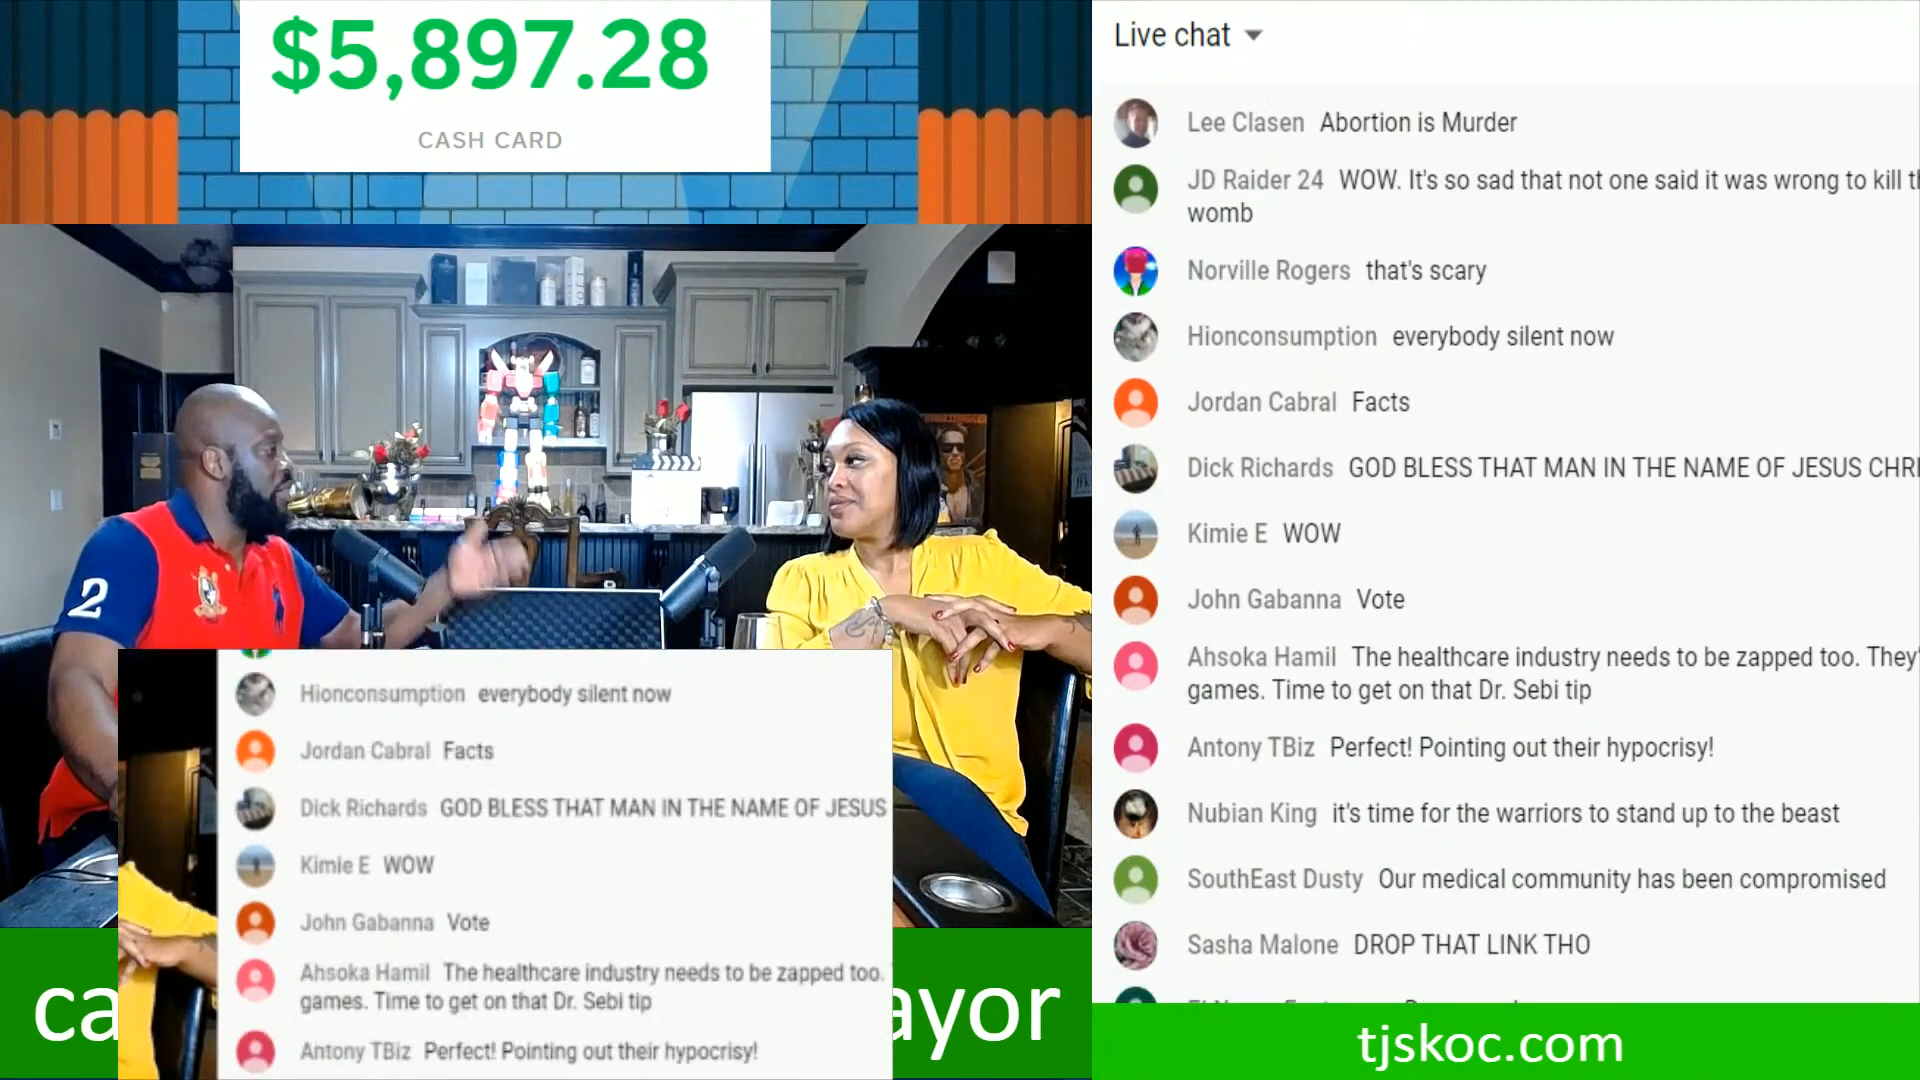 $5,897.28
CASH CARD
2
Hionconsumption everybody silent now
Jordan Cabral Facts
Dick Richards GOD BLESS THAT MAN IN THE NAME OF JESUS
Kimie E WOW
John Gabanna Vote
Ahsoka Hamil The healthcare industry needs to be zapped too.
games. Time to get on that Dr. Sebi tip
Antony TBiz Perfect! Pointing out their hypocrisy!
ca
ayor
Live chat
Lee Clasen Abortion is Murder
JD Raider 24 WOW. It's so sad that not one said it was wrong to kill th
womb
Norville Rogers that's scary
Hionconsumption everybody silent now
Jordan Cabral Facts
Dick Richards GOD BLESS THAT MAN IN THE NAME OF JESUS CHRI
Kimie E WOW
John Gabanna Vote
Ahsoka Hamil The healthcare industry needs to be zapped too. They'
games. Time to get on that Dr. Sebi tip
Antony TBiz Perfect! Pointing out their hypocrisy!
Nubian King it's time for the warriors to stand up to the beast
SouthEast Dusty Our medical community has been compromised
Sasha Malone DROP THAT LINK THO
tjskoc.com